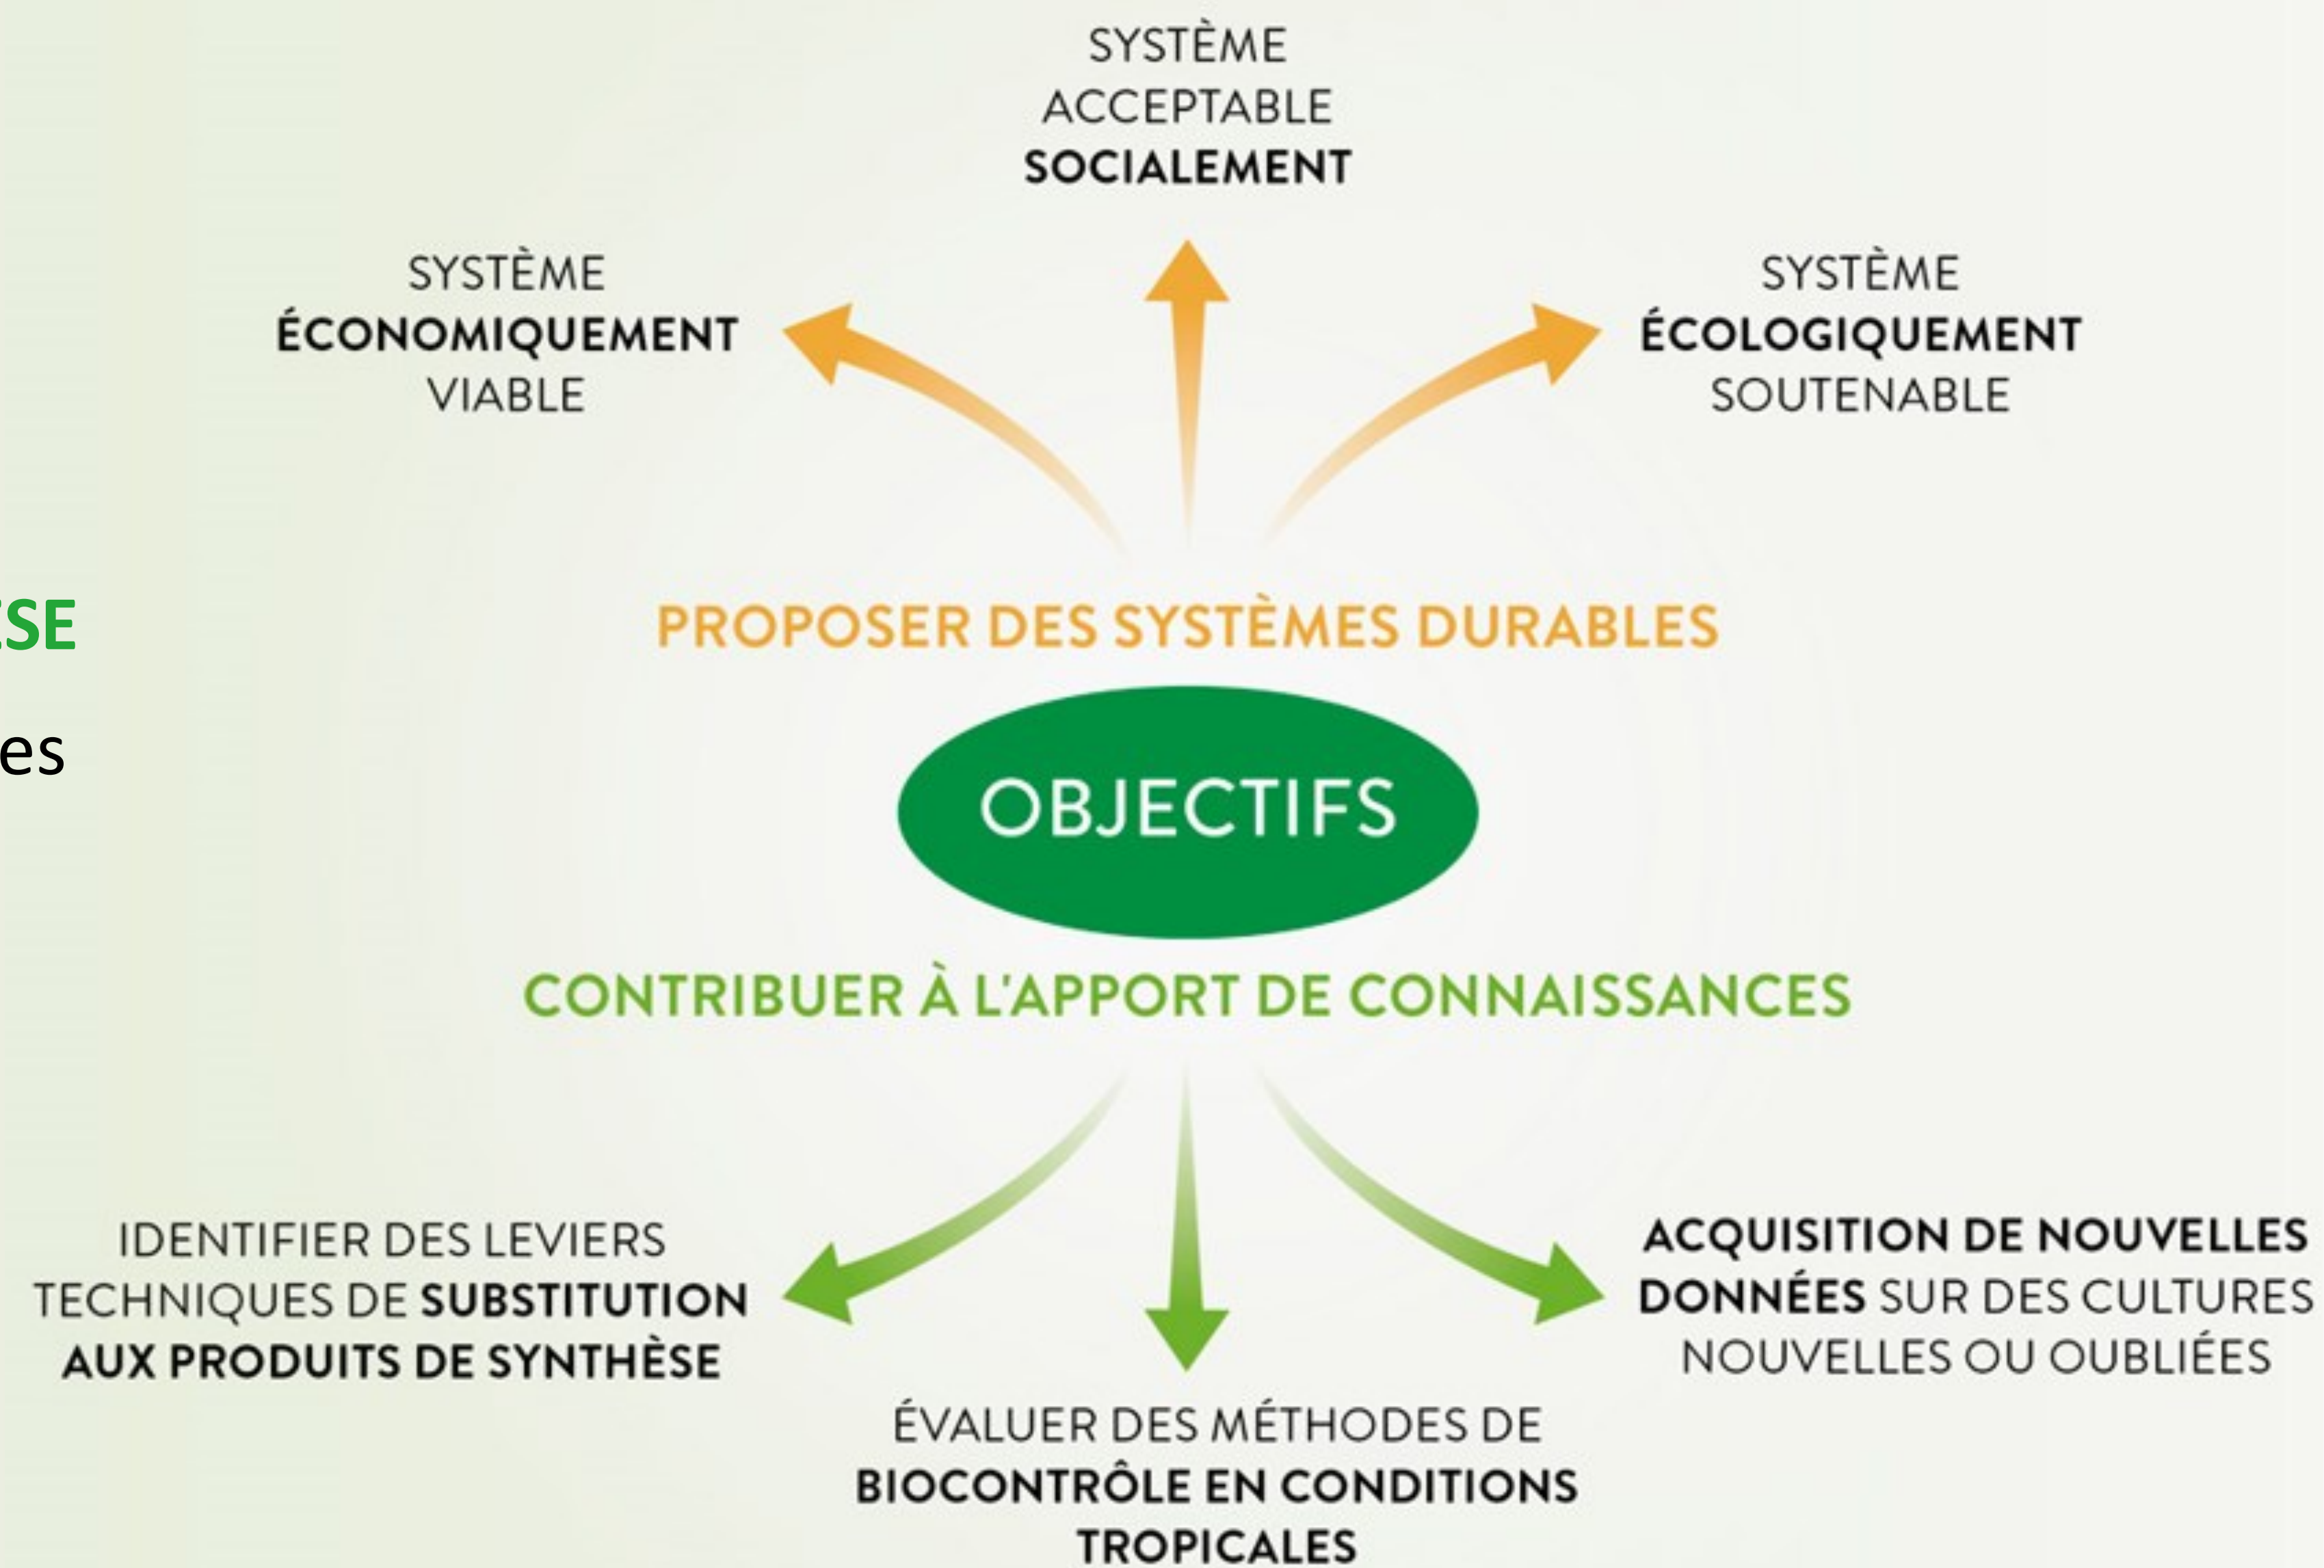 SYSTÈME
ACCEPTABLE
SOCIALEMENT
SYSTÈME
ÉCONOMIQUEMENT
VIABLE
SYSTÈME
ÉCOLOGIQUEMENT
SOUTENABLE
PROPOSER DES SYSTÈMES DURABLES
OBJECTIFS
CONTRIBUER À L'APPORT DE CONNAISSANCES
IDENTIFIER DES LEVIERS
TECHNIQUES DE SUBSTITUTION
AUX PRODUITS DE SYNTHÈSE
ÉVALUER DES MÉTHODES DE
BIOCONTRÔLE EN CONDITIONS
TROPICALES
ACQUISITION DE NOUVELLES
DONNÉES SUR DES CULTURES
NOUVELLES OU OUBLIÉES